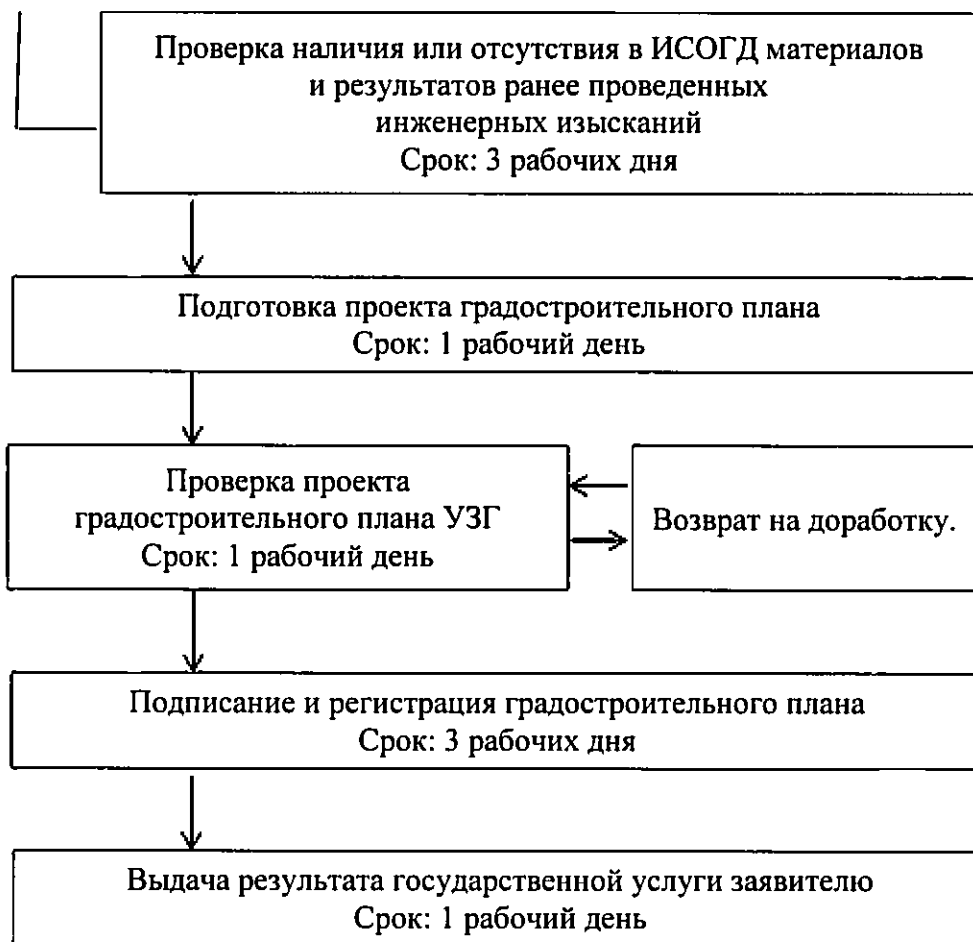 Проверка наличия или отсутствия в ИСОГД материалов
и результатов ранее проведенных
инженерных изысканий
Срок: 3 рабочих дня
Подготовка проекта градостроительного плана
Срок: 1 рабочий день
Проверка проекта
градостроительного плана УЗГ
Срок: 1 рабочий день
Возврат на доработку.
Подписание и регистрация градостроительного плана
Срок: 3 рабочих дня
Выдача результата государственной услуги заявителю
Срок: 1 рабочий день